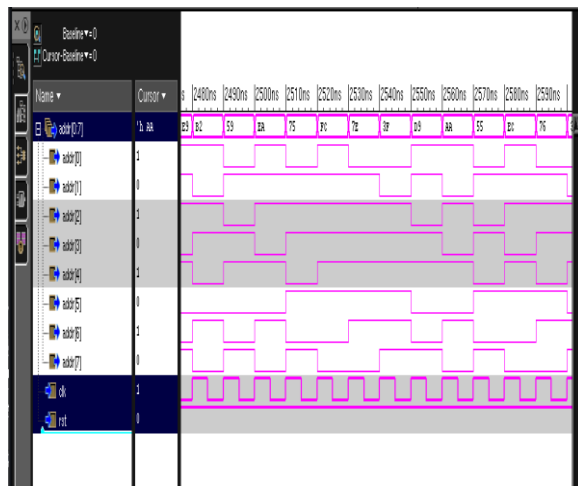 Baseline▼=0
Cursor-Baseline▼=0
Name▼ Cursor▼ s 2480ns 2490ns 2500ns 2510ns 2520ns 2530ns 2540ns 2550ns 2560ns 2570ns 2580ns 2590ns
addr[0:7] 'h AA E9 B2 59 EA 75 FC 7E 3F D9 AA 55 EC 76
addr[0] 1
addr[1] 0
addr[2] 1
addr[3] 0
addr[4] 1
addr[5] 0
addr[6] 1
addr[7] 0
clk 1
rst 0